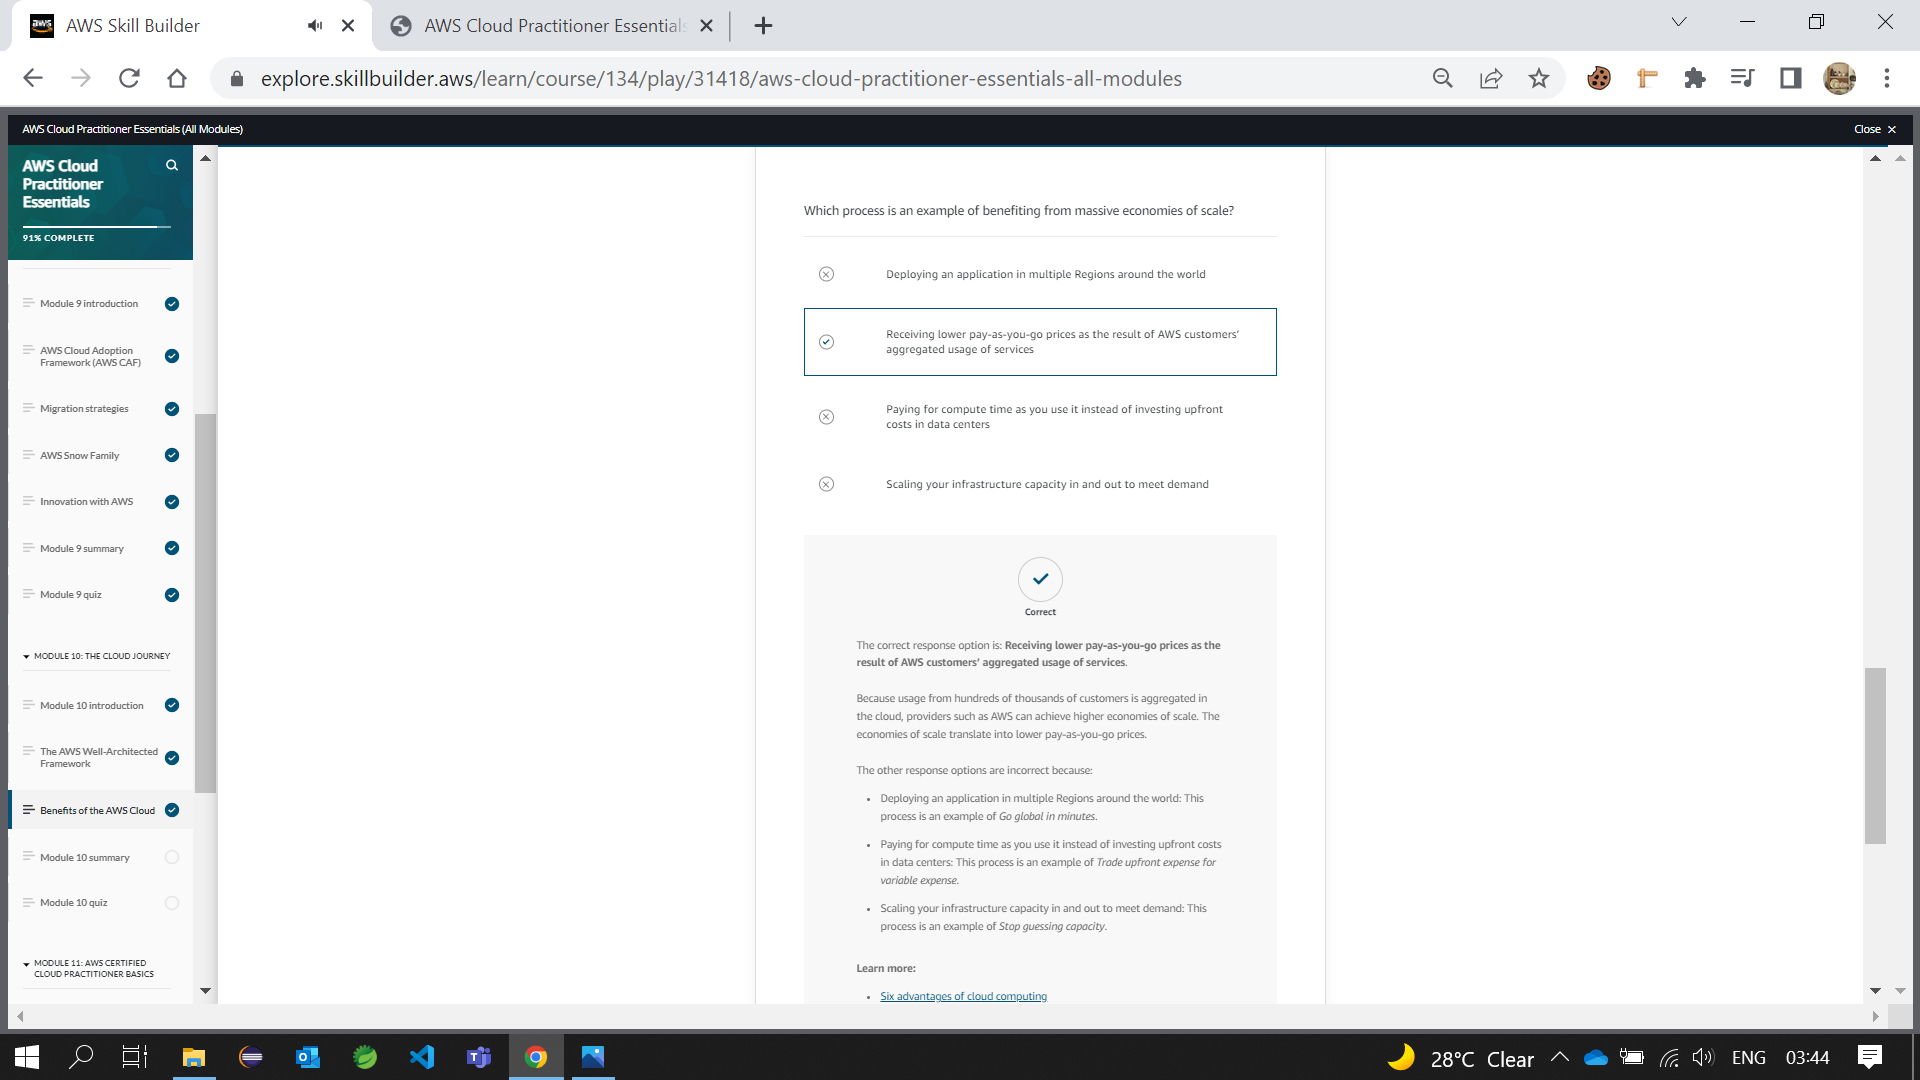 AWS Skill Builder
AWS Cloud Practitioner Essentials
explore.skillbuilder.aws/learn/course/134/play/31418/aws-cloud-practitioner-essentials-all-modules
AWS Cloud Practitioner Essentials (All Modules)
Close
AWS Cloud
Practitioner
Essentials
91% COMPLETE
Module 9 introduction
AWS Cloud Adoption
Framework (AWS CAF)
Migration strategies
AWS Snow Family
Innovation with AWS
Module 9 summary
Module 9 quiz
MODULE 10: THE CLOUD JOURNEY
Module 10 introduction
The AWS Well-Architected
Framework
Benefits of the AWS Cloud
Module 10 summary
Module 10 quiz
MODULE 11: AWS CERTIFIED
CLOUD PRACTITIONER BASICS
Which process is an example of benefiting from massive economies of scale?
Deploying an application in multiple Regions around the world
Receiving lower pay-as-you-go prices as the result of AWS customers’
aggregated usage of services
Paying for compute time as you use it instead of investing upfront
costs in data centers
Scaling your infrastructure capacity in and out to meet demand
Correct
The correct response option is: Receiving lower pay-as-you-go prices as the
result of AWS customers’ aggregated usage of services.
Because usage from hundreds of thousands of customers is aggregated in
the cloud, providers such as AWS can achieve higher economies of scale. The
economies of scale translate into lower pay-as-you-go prices.
The other response options are incorrect because:
• Deploying an application in multiple Regions around the world: This
process is an example of Go global in minutes.
• Paying for compute time as you use it instead of investing upfront costs
in data centers: This process is an example of Trade upfront expense for
variable expense.
• Scaling your infrastructure capacity in and out to meet demand: This
process is an example of Stop guessing capacity.
Learn more:
• Six advantages of cloud computing
28°C Clear
ENG
03:44